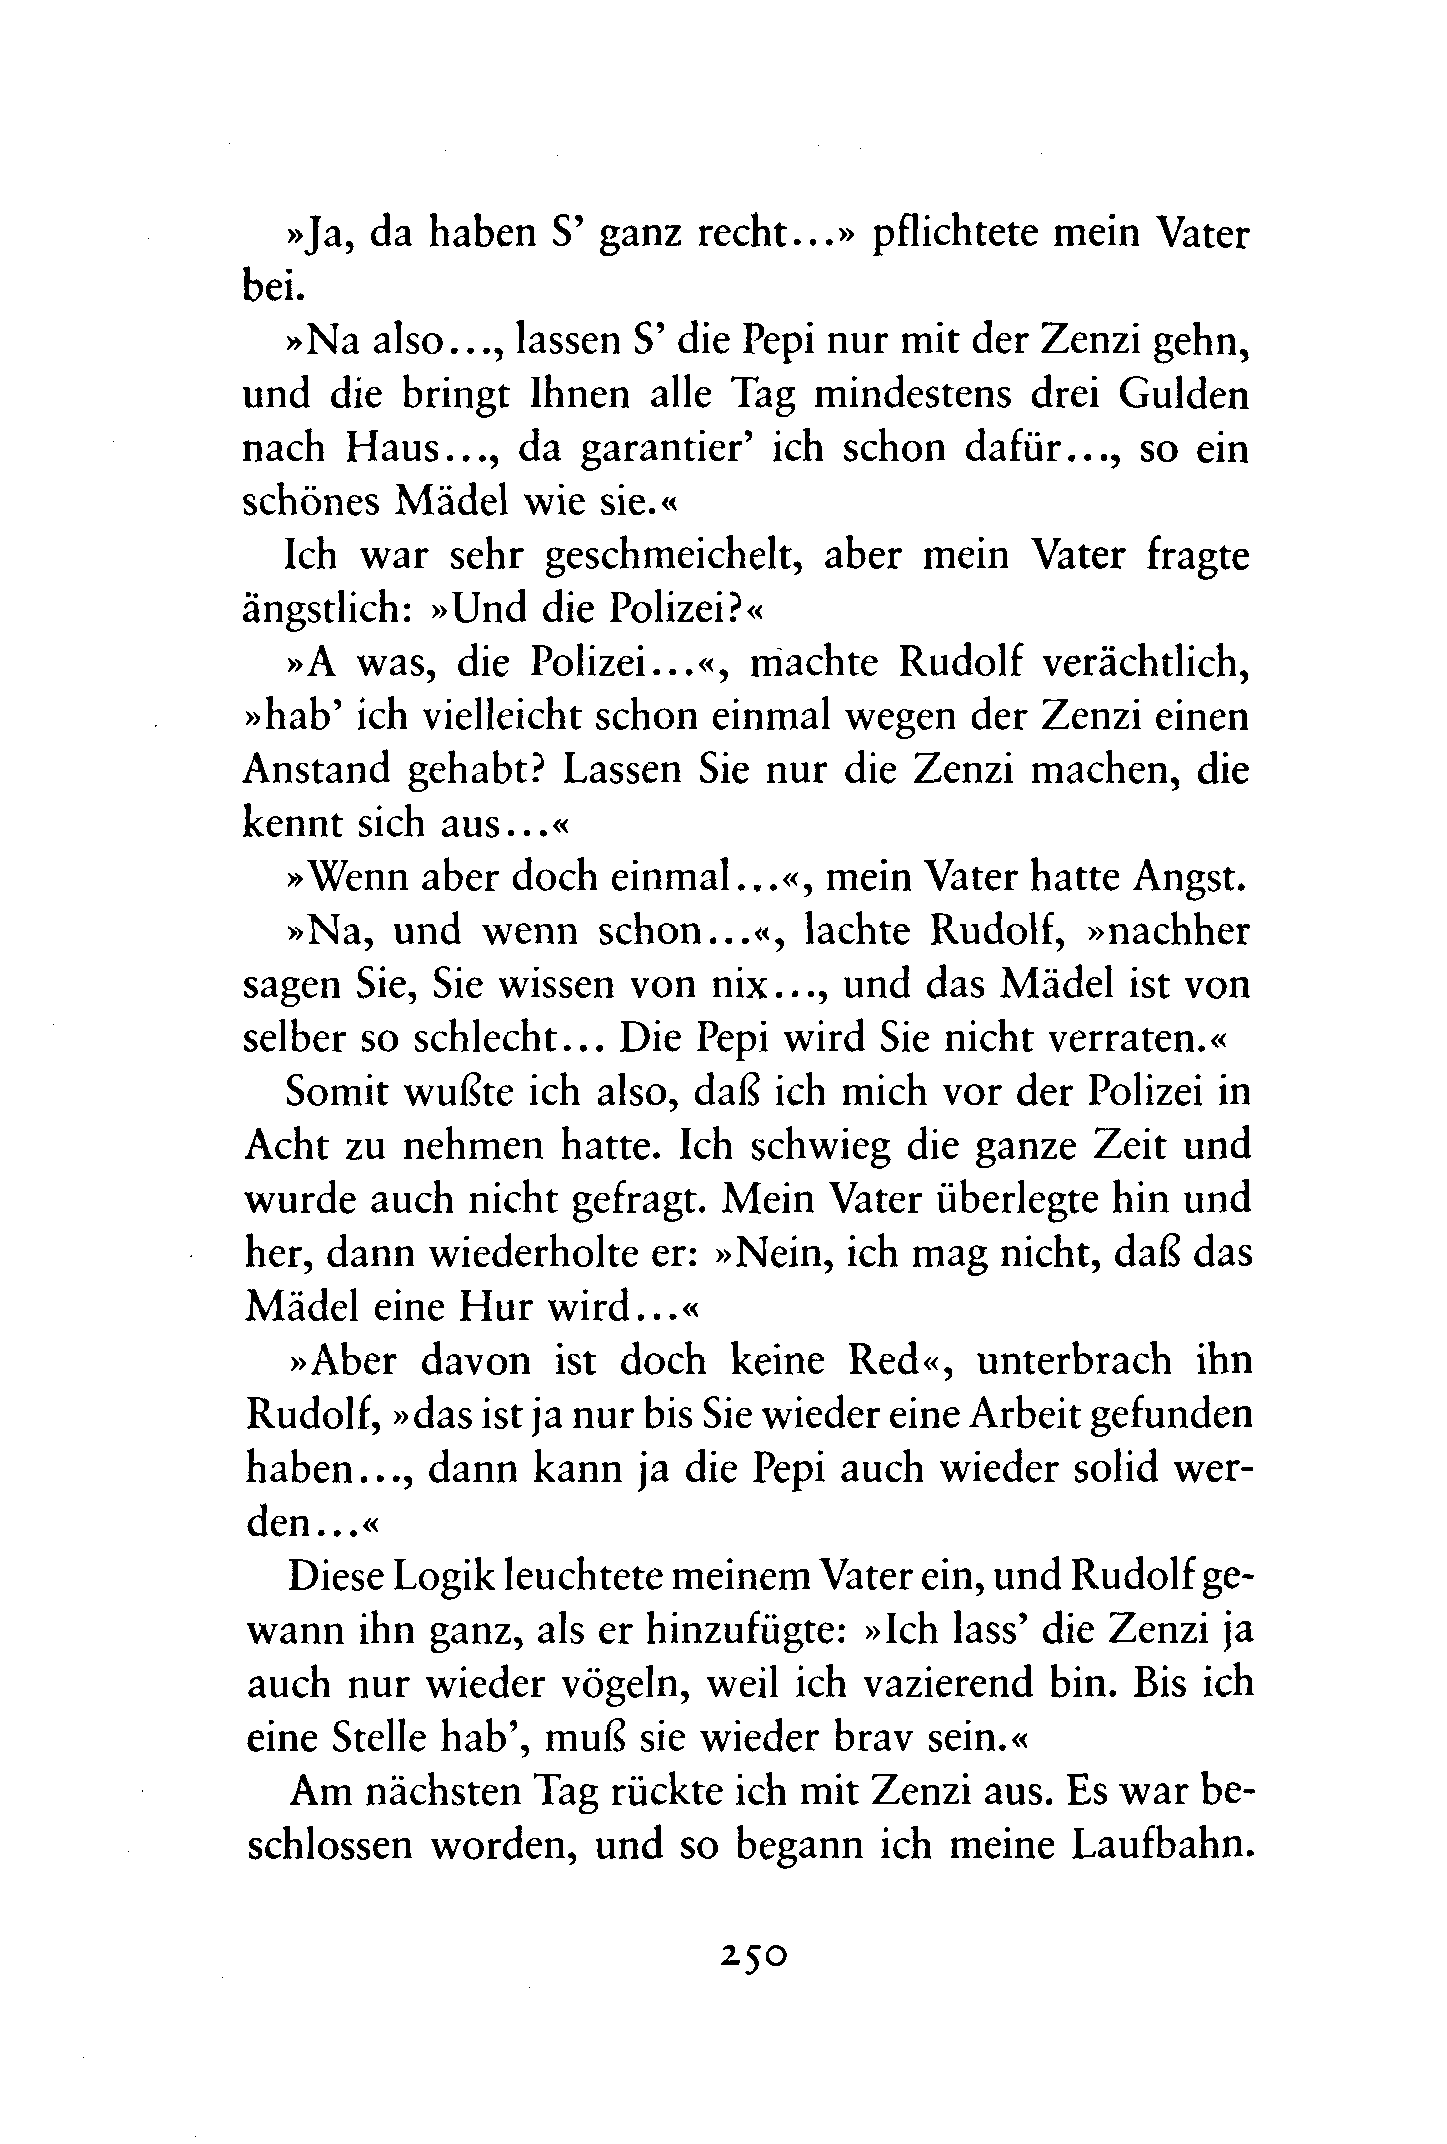 »Ja, da haben S’ ganz recht...» pflichtete mein Vater
bei.
»Na also..., lassen S’ die Pepi nur mit der Zenzi gehn,
und die bringt Ihnen alle Tag mindestens drei Gulden
nach Haus..., da garantier’ ich schon dafür..., so ein
schönes Mädel wie sie.«
Ich war sehr geschmeichelt, aber mein Vater fragte
ängstlich: »Und die Polizei?«
»A was, die Polizei...«, machte Rudolf verächtlich,
»hab’ ich vielleicht schon einmal wegen der Zenzi einen
Anstand gehabt? Lassen Sie nur die Zenzi machen, die
kennt sich aus...«
»Wenn aber doch einmal...«, mein Vater hatte Angst.
»Na, und wenn schon...«, lachte Rudolf, »nachher
sagen Sie, Sie wissen von nix..., und das Mädel ist von
selber so schlecht... Die Pepi wird Sie nicht verraten.«
Somit wußte ich also, daß ich mich vor der Polizei in
Acht zu nehmen hatte. Ich schwieg die ganze Zeit und
wurde auch nicht gefragt. Mein Vater überlegte hin und
her, dann wiederholte er: »Nein, ich mag nicht, daß das
Mädel eine Hur wird...«
»Aber davon ist doch keine Red«, unterbrach ihn
Rudolf, »das ist ja nur bis Sie wieder eine Arbeit gefunden
haben..., dann kann ja die Pepi auch wieder solid wer-
den...«
Diese Logik leuchtete meinem Vater ein, und Rudolf ge-
wann ihn ganz, als er hinzufügte: »Ich lass’ die Zenzi ja
auch nur wieder vögeln, weil ich vazierend bin. Bis ich
eine Stelle hab’, muß sie wieder brav sein.«
Am nächsten Tag rückte ich mit Zenzi aus. Es war be-
schlossen worden, und so begann ich meine Laufbahn.
250